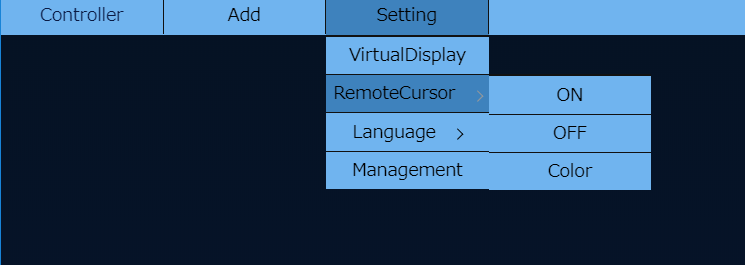 Controller Add Setting
VirtualDisplay
RemoteCursor > ON
Language > OFF
Management Color